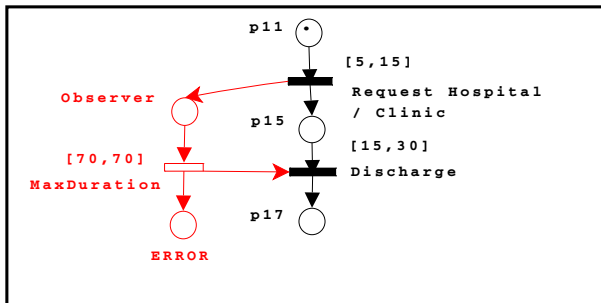 p11
[5,15]
Request Hospital
/ Clinic
Observer
p15
[15,30]
[70,70]
Discharge
MaxDuration
p17
ERROR